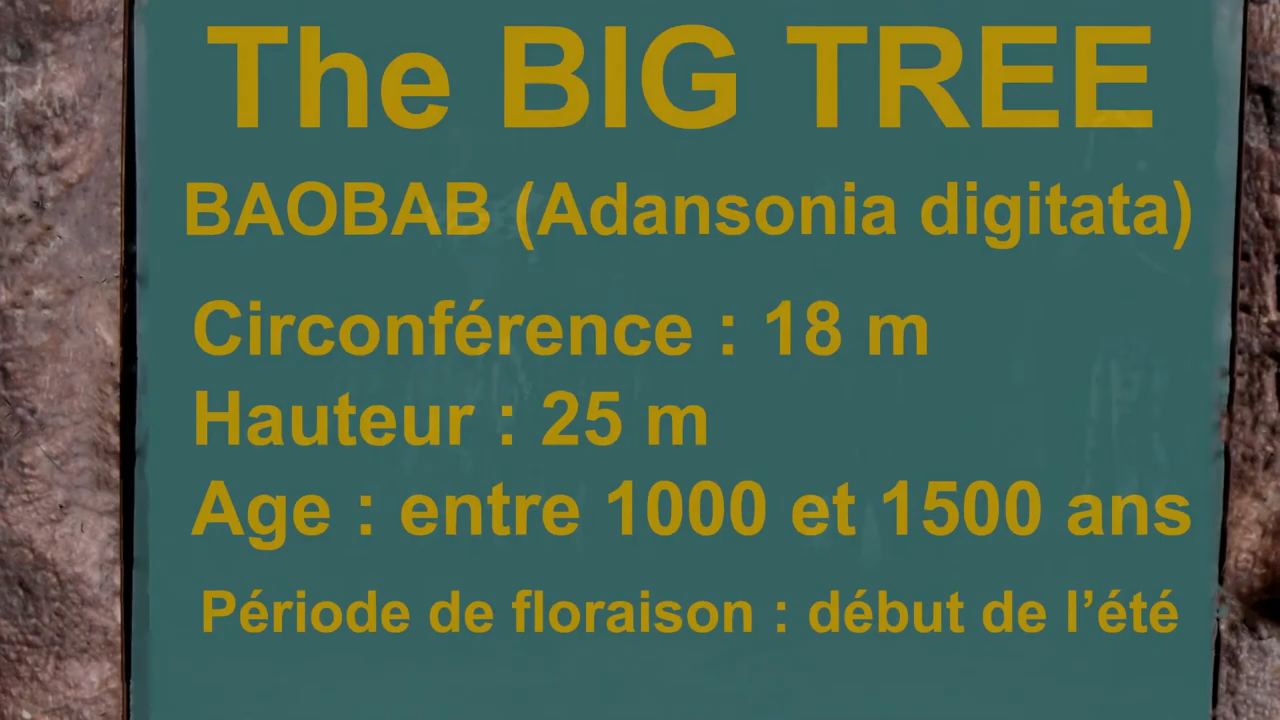 The BIG TREE
BAOBAB (Adansonia digitata)
Circonférence : 18 m
Hauteur : 25 m
Age : entre 1000 et 1500 ans
Période de floraison : début de l’été